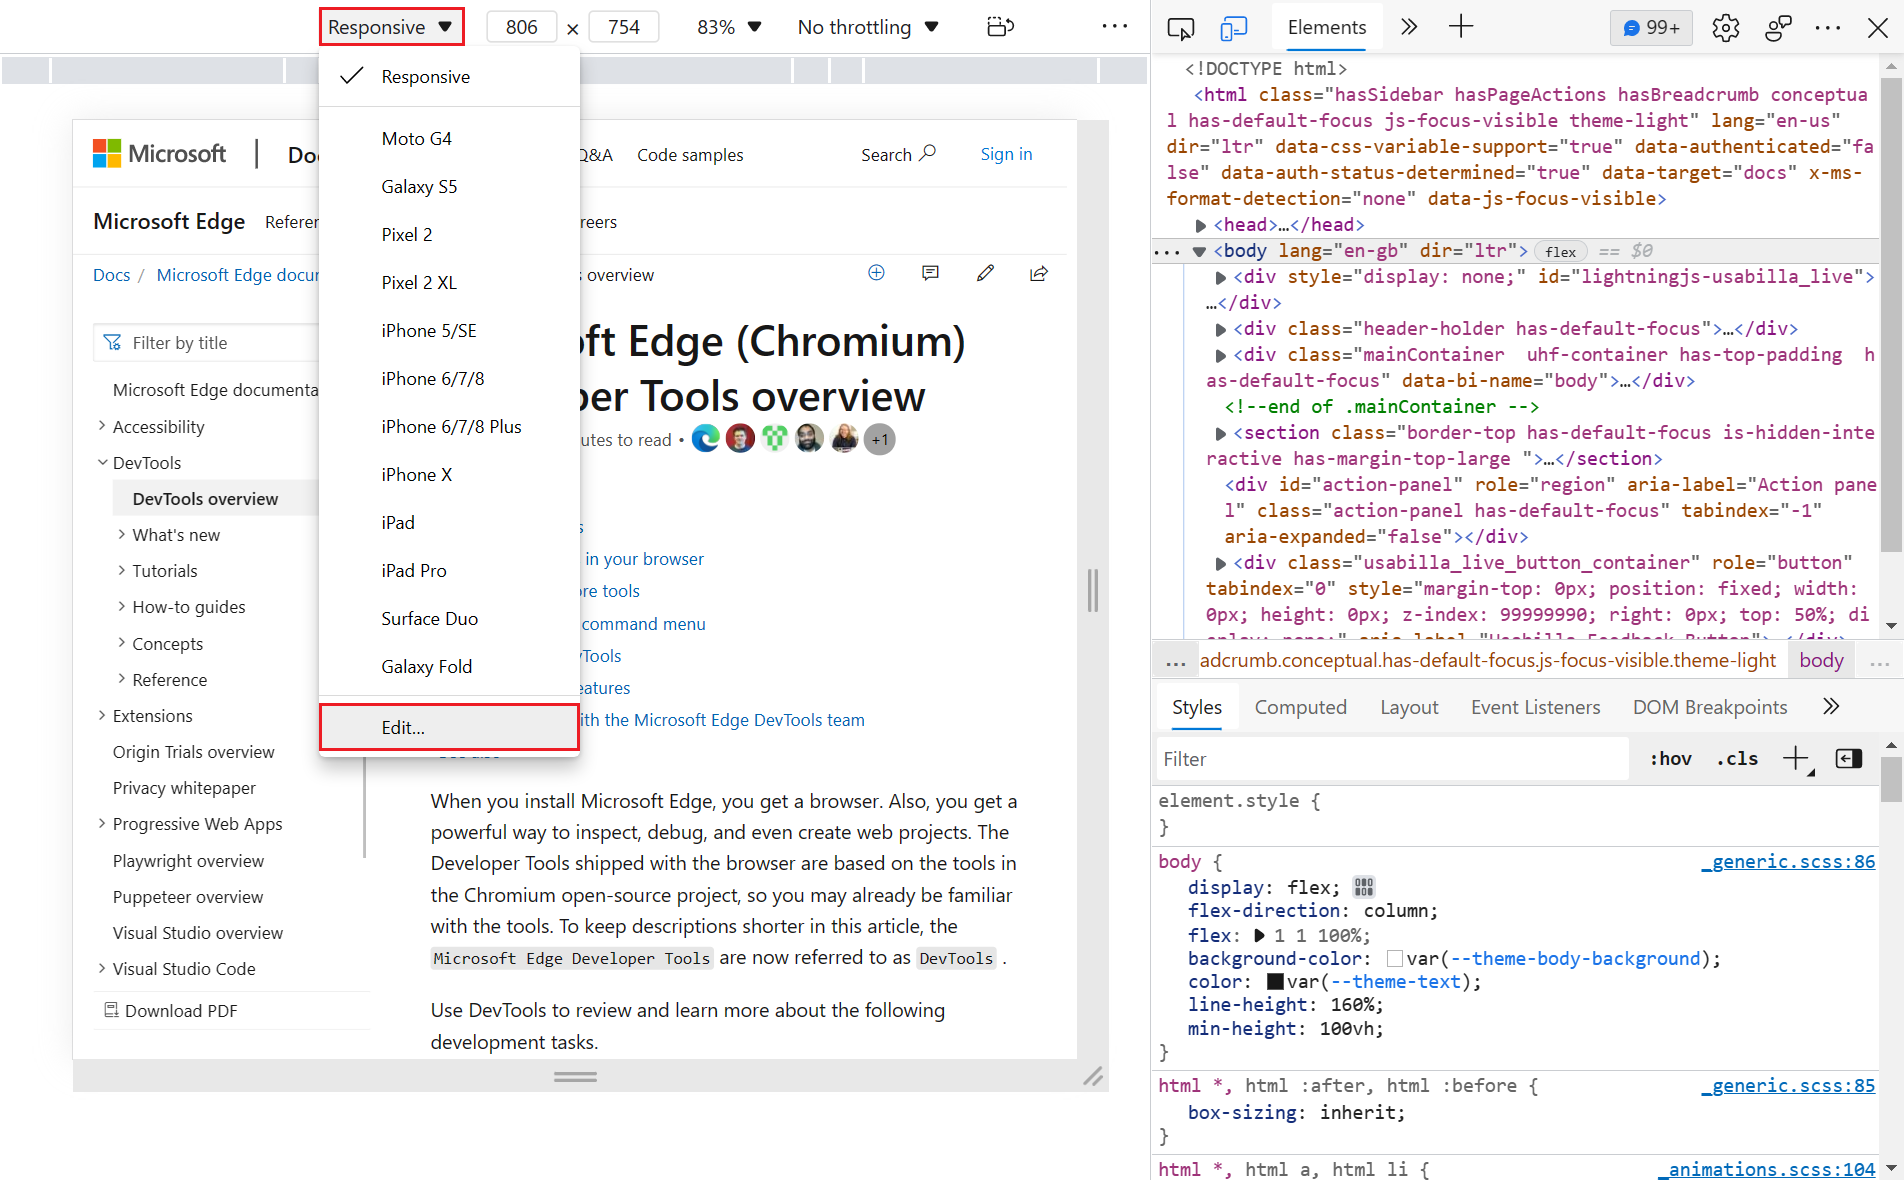 Responsive
806 × 754
83%
No throttling
Responsive
Moto G4
Galaxy S5
Pixel 2
Pixel 2 XL
iPhone 5/SE
iPhone 6/7/8
iPhone 6/7/8 Plus
iPhone X
iPad
iPad Pro
Surface Duo
Galaxy Fold
Edit...
Microsoft
Q&A Code samples
Search
Sign in
Microsoft Edge
Docs / Microsoft Edge
overview
Filter by title
Microsoft Edge
Accessibility
DevTools
DevTools overview
What's new
Tutorials
How-to guides
Concepts
Reference
Extensions
Origin Trials overview
Privacy whitepaper
Progressive Web Apps
Playwright overview
Puppeteer overview
Visual Studio overview
Visual Studio Code
Download PDF
Edge (Chromium)
Tools overview
to read • +1
in your browser
tools
command menu
with the Microsoft Edge DevTools team
When you install Microsoft Edge, you get a browser. Also, you get a
powerful way to inspect, debug, and even create web projects. The
Developer Tools shipped with the browser are based on the tools in
the Chromium open-source project, so you may already be familiar
with the tools. To keep descriptions shorter in this article, the
Microsoft Edge Developer Tools are now referred to as DevTools .
Use DevTools to review and learn more about the following
development tasks.
Elements
99+
<!DOCTYPE html>
<html class="hasSidebar hasPageActions hasBreadcrumb conceptua
l has-default-focus js-focus-visible theme-light" lang="en-us"
dir="ltr" data-css-variable-support="true" data-authenticated="fa
lse" data-auth-status-determined="true" data-target="docs" x-ms-
format-detection="none" data-js-focus-visible>
<head>…</head>
… <body lang="en-gb" dir="ltr"> flex == $0
<div style="display: none;" id="lightningjs-usabilla_live">
…</div>
<div class="header-holder has-default-focus">…</div>
<div class="mainContainer  uhf-container has-top-padding  h
as-default-focus" data-bi-name="body">…</div>
<!--end of .mainContainer -->
<section class="border-top has-default-focus is-hidden-inte
ractive has-margin-top-large ">…</section>
<div id="action-panel" role="region" aria-label="Action pane
l" class="action-panel has-default-focus" tabindex="-1"
aria-expanded="false"></div>
<div class="usabilla_live_button_container" role="button"
tabindex="0" style="margin-top: 0px; position: fixed; width:
0px; height: 0px; z-index: 99999990; right: 0px; top: 50%; di
… adcrumb.conceptual.has-default-focus.js-focus-visible.theme-light body …
Styles Computed Layout Event Listeners DOM Breakpoints
Filter :hov .cls
element.style {
}
body { _generic.scss:86
display: flex;
flex-direction: column;
flex: 1 1 100%;
background-color: var(--theme-body-background);
color: var(--theme-text);
line-height: 160%;
min-height: 100vh;
}
html *, html :after, html :before { _generic.scss:85
box-sizing: inherit;
}
html *, html a, html li { _animations.scss:104